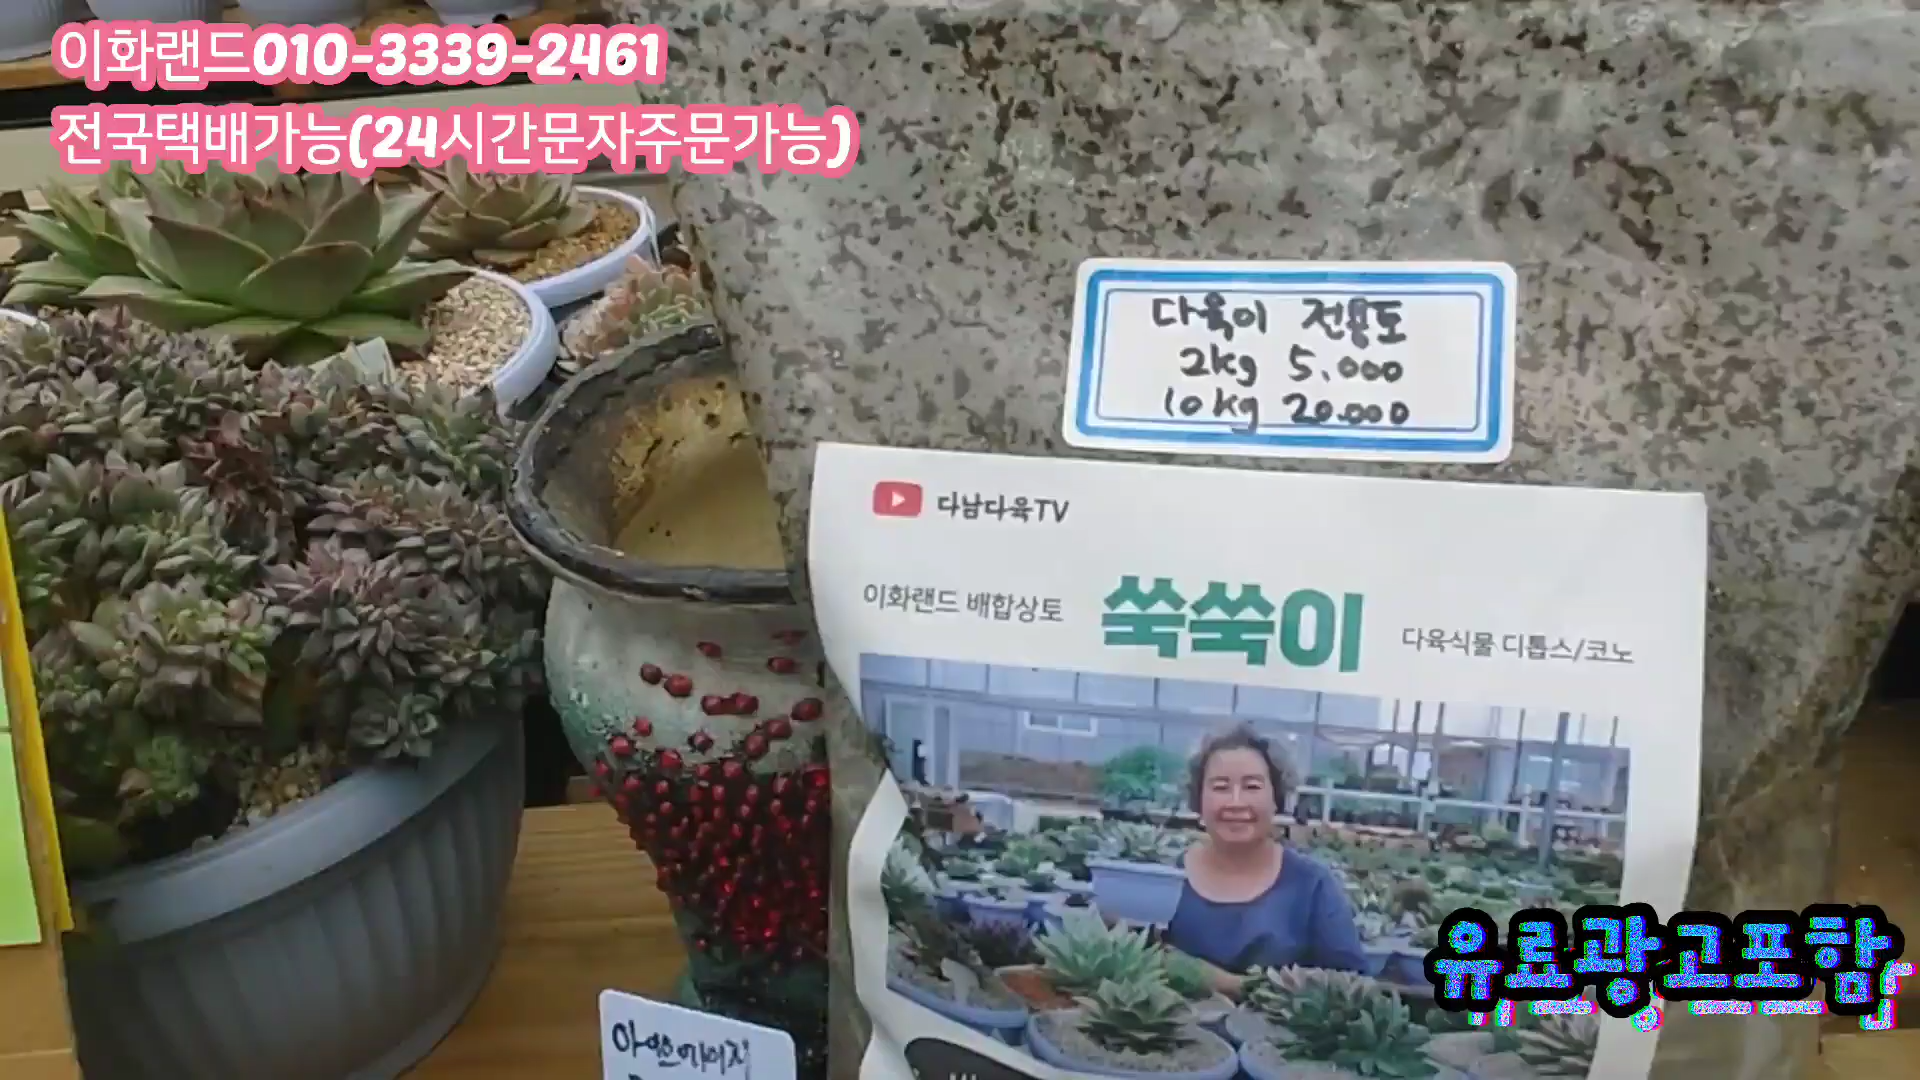 이화랜드010-3339-2461
전국택배가능(24시간문자주문가능)
다육이 전용토
2kg 5.000
10kg 20.000
다남다육TV
이화랜드 배합상토
쑥쑥이
다육식물 디톱스/코노
유료광고포함